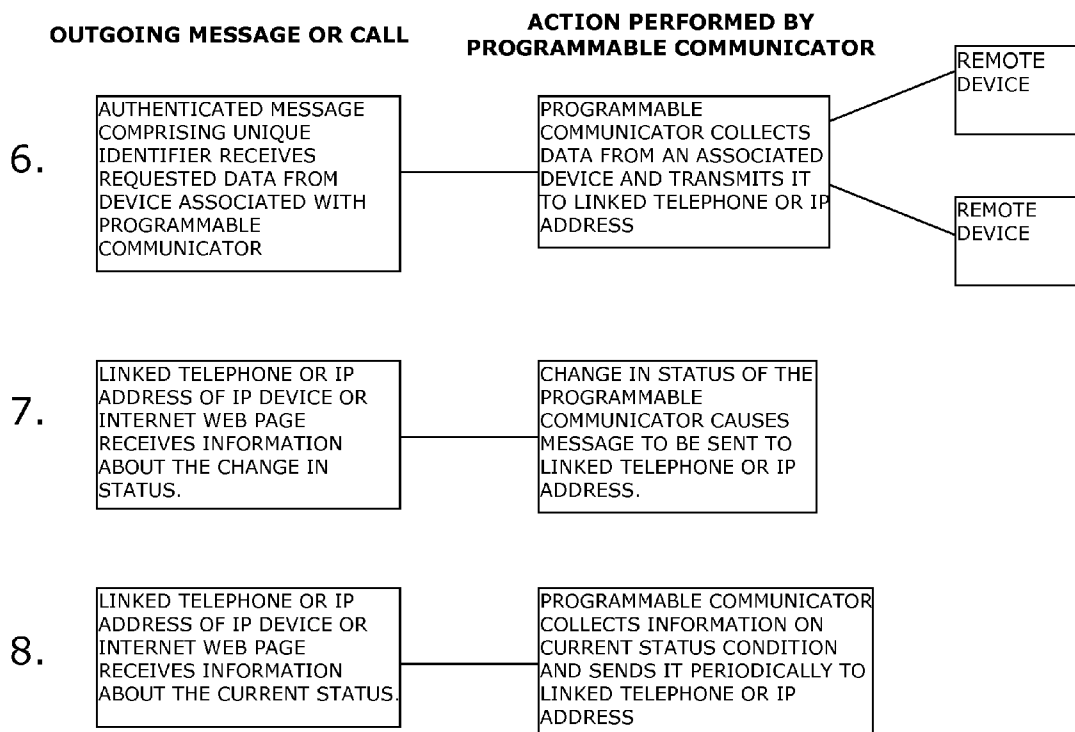 OUTGOING MESSAGE OR CALL
ACTION PERFORMED BY
PROGRAMMABLE COMMUNICATOR
6.
AUTHENTICATED MESSAGE
COMPRISING UNIQUE
IDENTIFIER RECEIVES
REQUESTED DATA FROM
DEVICE ASSOCIATED WITH
PROGRAMMABLE
COMMUNICATOR
PROGRAMMABLE
COMMUNICATOR COLLECTS
DATA FROM AN ASSOCIATED
DEVICE AND TRANSMITS IT
TO LINKED TELEPHONE OR IP
ADDRESS
REMOTE
DEVICE
REMOTE
DEVICE
7.
LINKED TELEPHONE OR IP
ADDRESS OF IP DEVICE OR
INTERNET WEB PAGE
RECEIVES INFORMATION
ABOUT THE CHANGE IN
STATUS.
CHANGE IN STATUS OF THE
PROGRAMMABLE
COMMUNICATOR CAUSES
MESSAGE TO BE SENT TO
LINKED TELEPHONE OR IP
ADDRESS.
8.
LINKED TELEPHONE OR IP
ADDRESS OF IP DEVICE OR
INTERNET WEB PAGE
RECEIVES INFORMATION
ABOUT THE CURRENT STATUS.
PROGRAMMABLE COMMUNICATOR
COLLECTS INFORMATION ON
CURRENT STATUS CONDITION
AND SENDS IT PERIODICALLY TO
LINKED TELEPHONE OR IP
ADDRESS